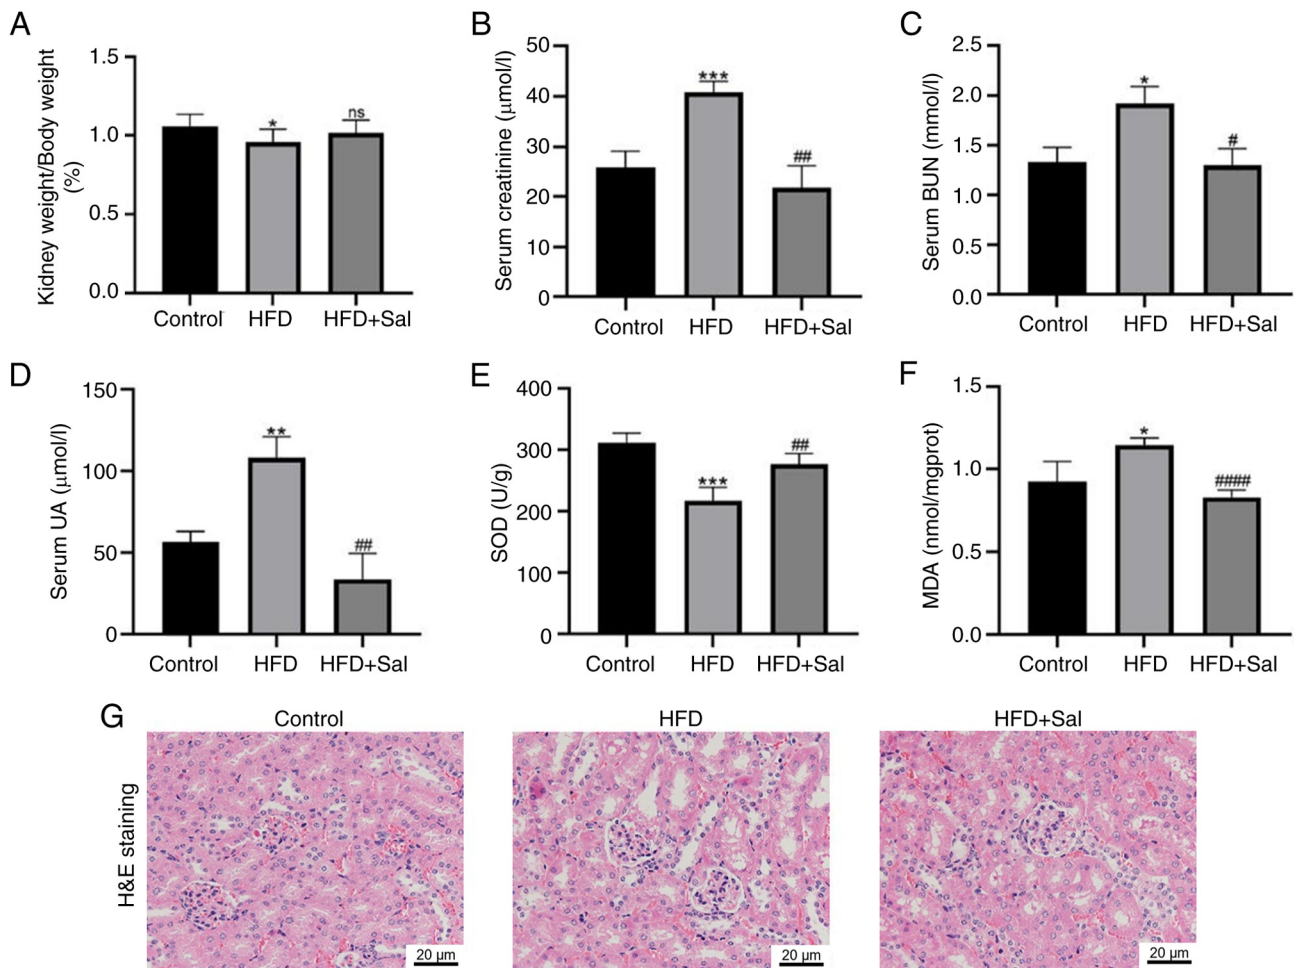 A
Kidney weight/Body weight
(%)
1.5
1.0
0.5
0.0
*
ns
Control
HFD
HFD+Sal
B
Serum creatinine (μmol/l)
50
40
30
20
10
0
***
##
Control
HFD
HFD+Sal
C
Serum BUN (mmol/l)
2.5
2.0
1.5
1.0
0.5
0.0
*
#
Control
HFD
HFD+Sal
D
Serum UA (μmol/l)
150
100
50
0
**
##
Control
HFD
HFD+Sal
E
SOD (U/g)
400
300
200
100
0
***
##
Control
HFD
HFD+Sal
F
MDA (nmol/mgprot)
1.5
1.0
0.5
0.0
*
####
Control
HFD
HFD+Sal
G
H&E staining
Control
HFD
HFD+Sal
20 μm
20 μm
20 μm